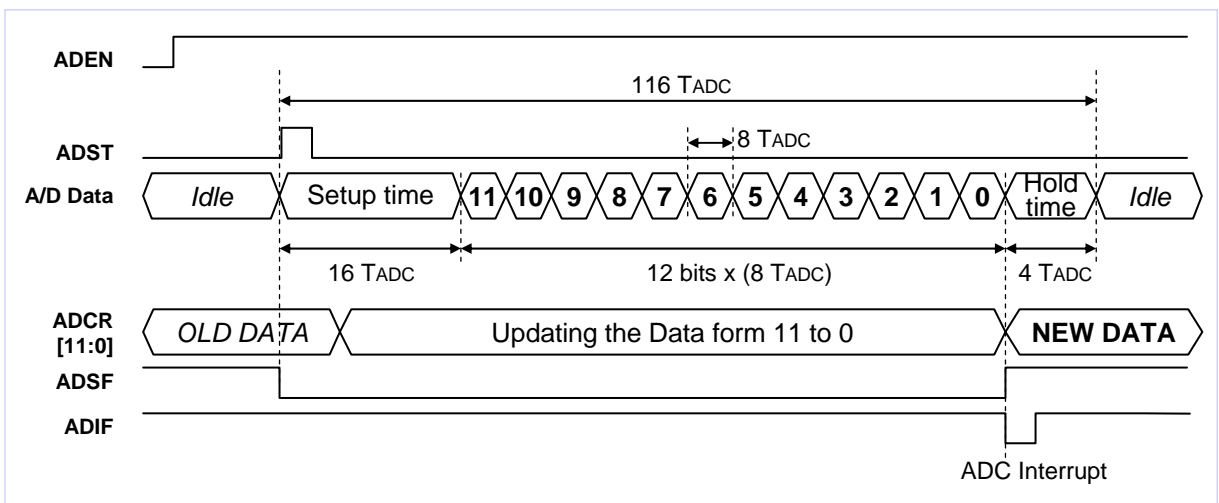 ADEN
116 TADC
ADST
8 TADC
A/D Data
Idle
Setup time
11 10 9 8 7 6 5 4 3 2 1 0
Hold
time
Idle
16 TADC
12 bits x (8 TADC)
4 TADC
ADCR
[11:0]
OLD DATA
Updating the Data form 11 to 0
NEW DATA
ADSF
ADIF
ADC Interrupt